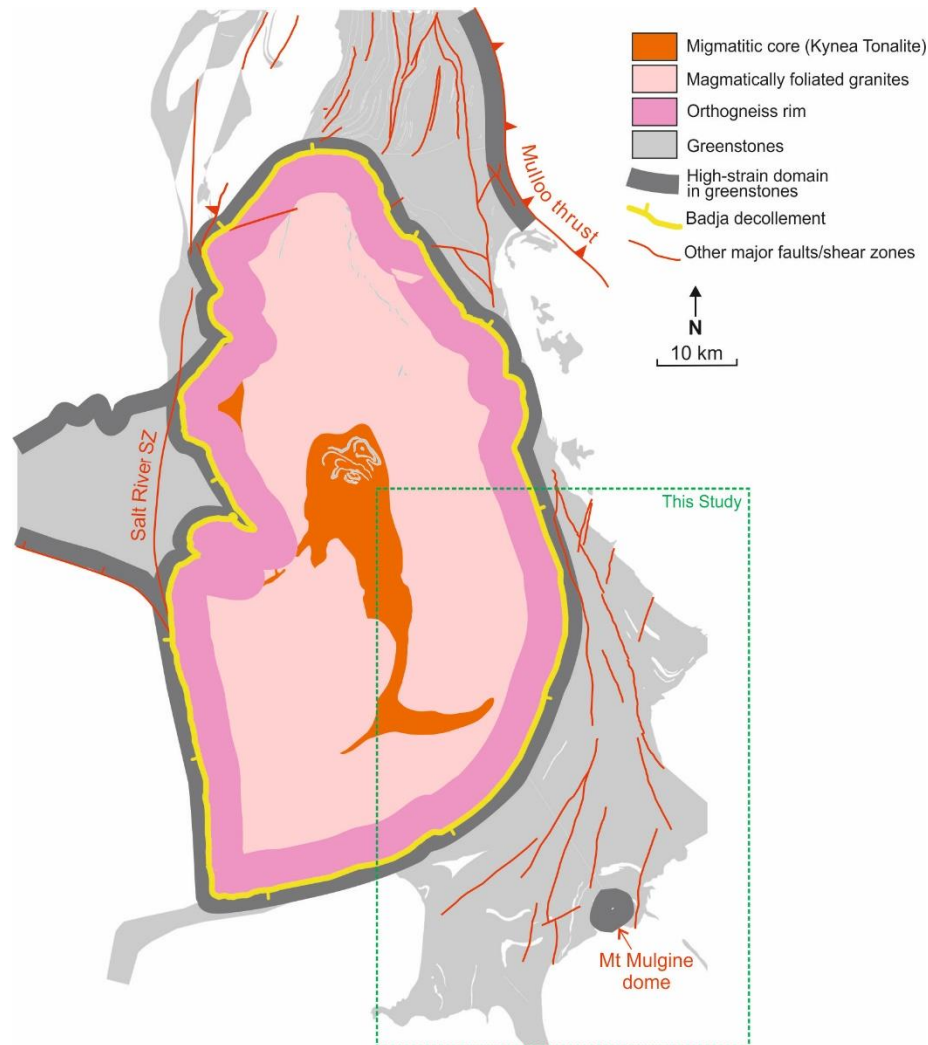 Migmatitic core (Kynea Tonalite)
Magmatically foliated granites
Orthogneiss rim
Greenstones
High-strain domain
in greenstones
Badja decollement
Other major faults/shear zones
N
10 km
Mulloo thrust
Salt River SZ
This Study
Mt Mulgine
dome